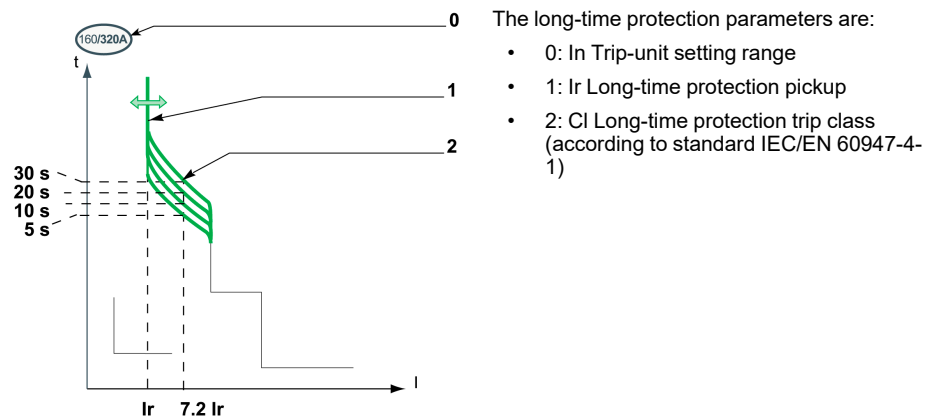 160/320A
0
t
1
2
30 s
20 s
10 s
5 s
I
Ir
7.2 Ir
The long-time protection parameters are:
• 0: In Trip-unit setting range
• 1: Ir Long-time protection pickup
• 2: Cl Long-time protection trip class
(according to standard IEC/EN 60947-4-
1)